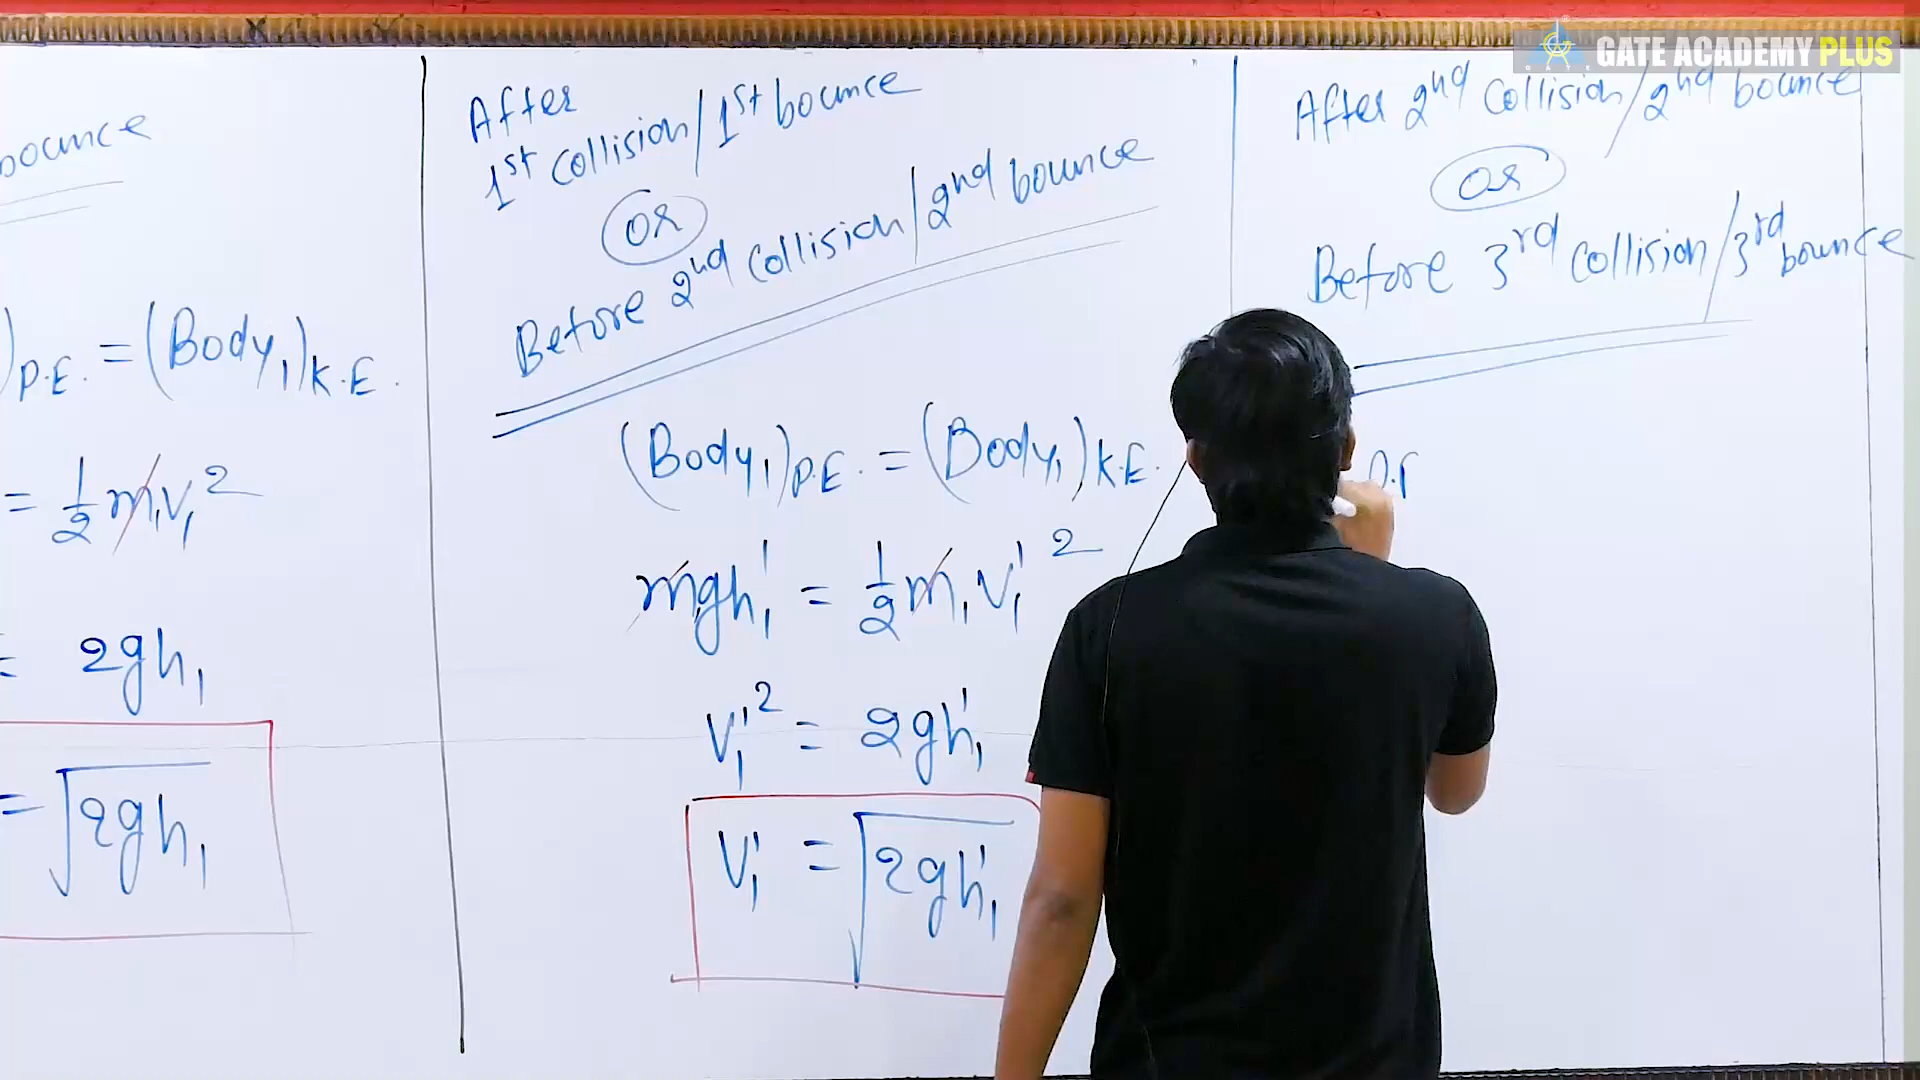 GATE ACADEMY PLUS
bounce
)P.E. = (Body₁)K.E.
= 1/2 m₁v₁²
= 2gh₁
= √2gh₁
After
1st collision/1st bounce
OR
Before 2nd collision/2nd bounce
(Body₁)P.E. = (Body₁)K.E.
m₁gh₁' = 1/2 m₁v₁'²
v₁'² = 2gh₁'
v₁' = √2gh₁'
After 2nd collision/2nd bounce
OR
Before 3rd collision/3rd bounce